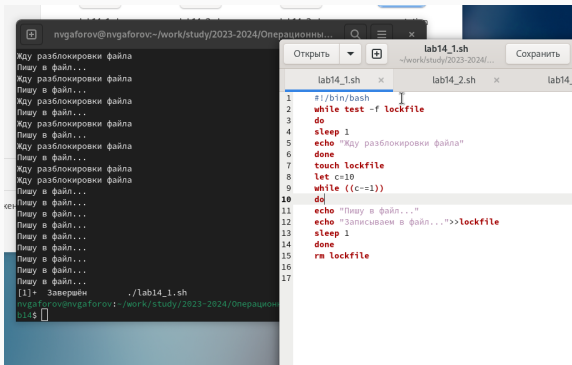 nvgaforov@nvgaforov:~/work/study/2023-2024/Операционны...
Жду разблокировки файла
Пишу в файл...
Жду разблокировки файла
Пишу в файл...
Жду разблокировки файла
Пишу в файл...
Жду разблокировки файла
Пишу в файл...
Жду разблокировки файла
Пишу в файл...
Жду разблокировки файла
Жду разблокировки файла
Пишу в файл...
Пишу в файл...
Пишу в файл...
Пишу в файл...
Пишу в файл...
Пишу в файл...
Пишу в файл...
Пишу в файл...
Пишу в файл...
[1]+ Завершён ./lab14_1.sh
nvgaforov@nvgaforov:~/work/study/2023-2024/Операцион
b14$
Открыть
lab14_1.sh
~/work/study/2023-2024/...
Сохранить
lab14_1.sh ×
lab14_2.sh ×
lab14_
1 #!/bin/bash
2 while test -f lockfile
3 do
4 sleep 1
5 echo "Жду разблокировки файла"
6 done
7 touch lockfile
8 let c=10
9 while ((c-=1))
10 do
11 echo "Пишу в файл..."
12 echo "Записываем в файл...">>lockfile
13 sleep 1
14 done
15 rm lockfile
16
17